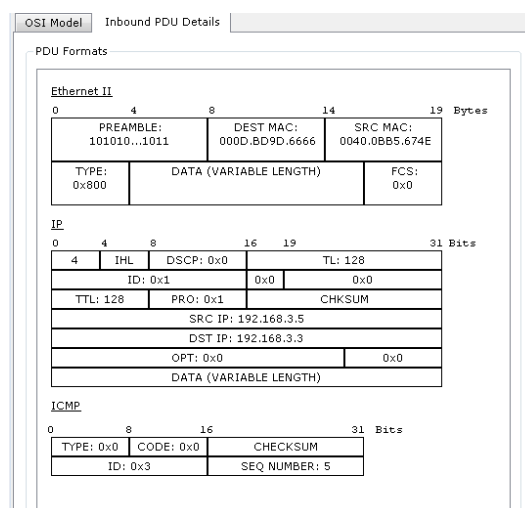 OSI Model Inbound PDU Details
PDU Formats
Ethernet II
0 4 8 14 19 Bytes
PREAMBLE: DEST MAC: SRC MAC:
101010...1011 000D.BD9D.6666 0040.0BB5.674E
TYPE: DATA (VARIABLE LENGTH) FCS:
0x800 0x0
IP
0 4 8 16 19 31 Bits
4 IHL DSCP: 0x0 TL: 128
ID: 0x1 0x0 0x0
TTL: 128 PRO: 0x1 CHKSUM
SRC IP: 192.168.3.5
DST IP: 192.168.3.3
OPT: 0x0 0x0
DATA (VARIABLE LENGTH)
ICMP
0 8 16 31 Bits
TYPE: 0x0 CODE: 0x0 CHECKSUM
ID: 0x3 SEQ NUMBER: 5